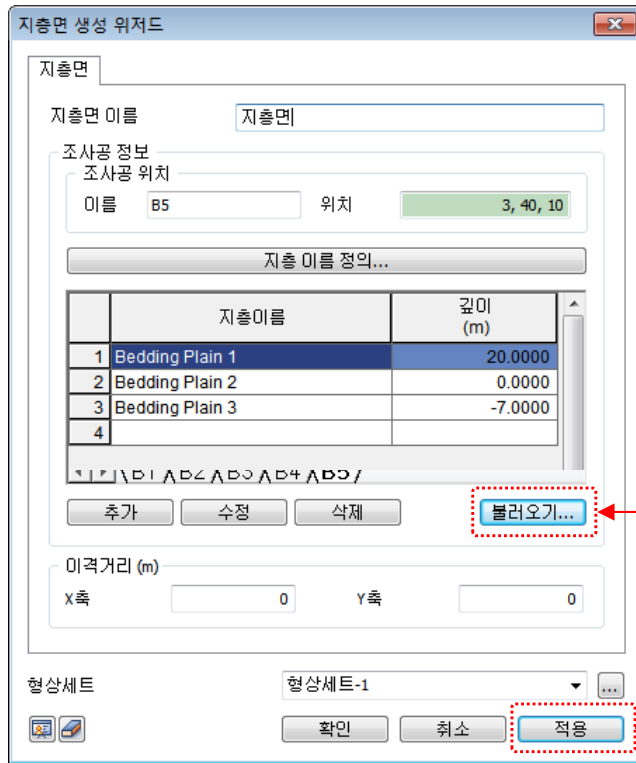 지층면 생성 위저드
지층면
지층면 이름 지층면
조사공 정보
조사공 위치
이름 B5 위치 3, 40, 10
지층 이름 정의...
지층이름 깊이 (m)
1 Bedding Plain 1 20.0000
2 Bedding Plain 2 0.0000
3 Bedding Plain 3 -7.0000
4
B1 B2 B3 B4 B5
추가 수정 삭제 불러오기...
이격거리 (m)
X축 0 Y축 0
형상세트 형상세트-1 ...
확인 취소 적용